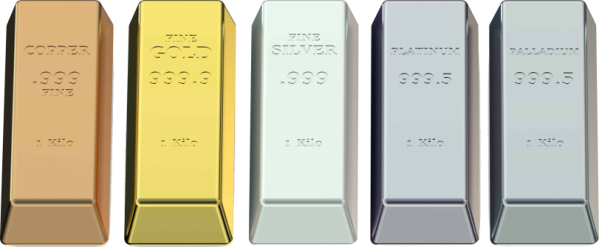 COPPER
.999
FINE
1 Kilo
FINE
GOLD
999.9
1 Kilo
FINE
SILVER
.999
1 Kilo
PLATINUM
999.5
1 Kilo
PALLADIUM
999.5
1 Kilo